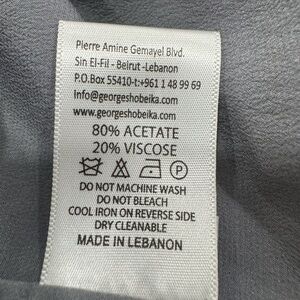 Pierre Amine Gemayel Blvd.
Sin El-Fil - Beirut -Lebanon
P.O.Box 55410-t:+961 1 48 99 69
Info@georgeshobeika.com
www.georgeshobeika.com
80% ACETATE
20% VISCOSE
P
DO NOT MACHINE WASH
DO NOT BLEACH
COOL IRON ON REVERSE SIDE
DRY CLEANABLE
MADE IN LEBANON